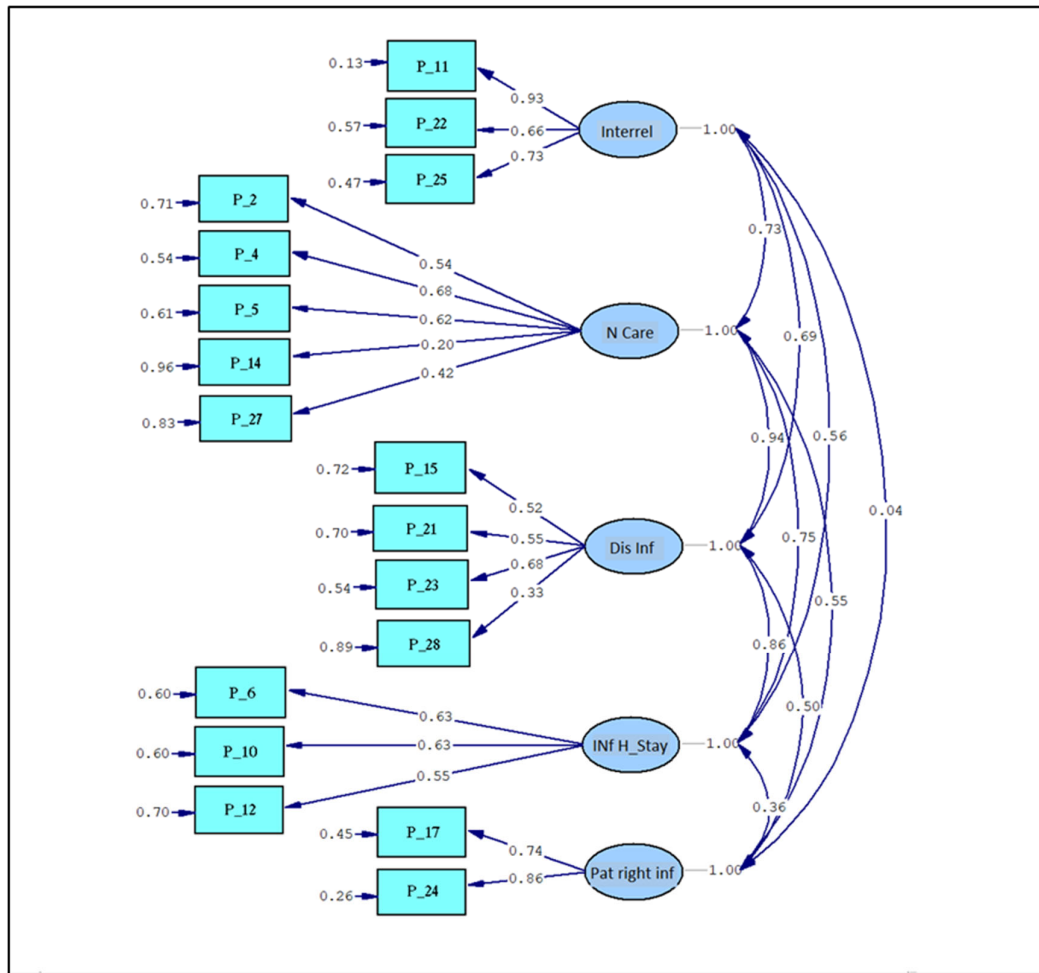 0.13 P_11
0.93
0.57 P_22 0.66 Interrel 1.00
0.73
0.47 P_25
0.71 P_2
0.73
0.54
0.54 P_4
0.68
0.61 P_5 0.62 N Care 1.00
0.69
0.20
0.96 P_14
0.42
0.83 P_27
0.94 0.56
0.72 P_15
0.52
0.04
0.70 P_21 0.55
0.75
Dis Inf 1.00
0.68
0.54 P_23
0.33
0.55
0.89 P_28
0.86
0.60 P_6
0.63
0.50
0.60 P_10 0.63 INf H_Stay 1.00
0.55
0.70 P_12
0.36
0.45 P_17
0.74
Pat right inf 1.00
0.86
0.26 P_24